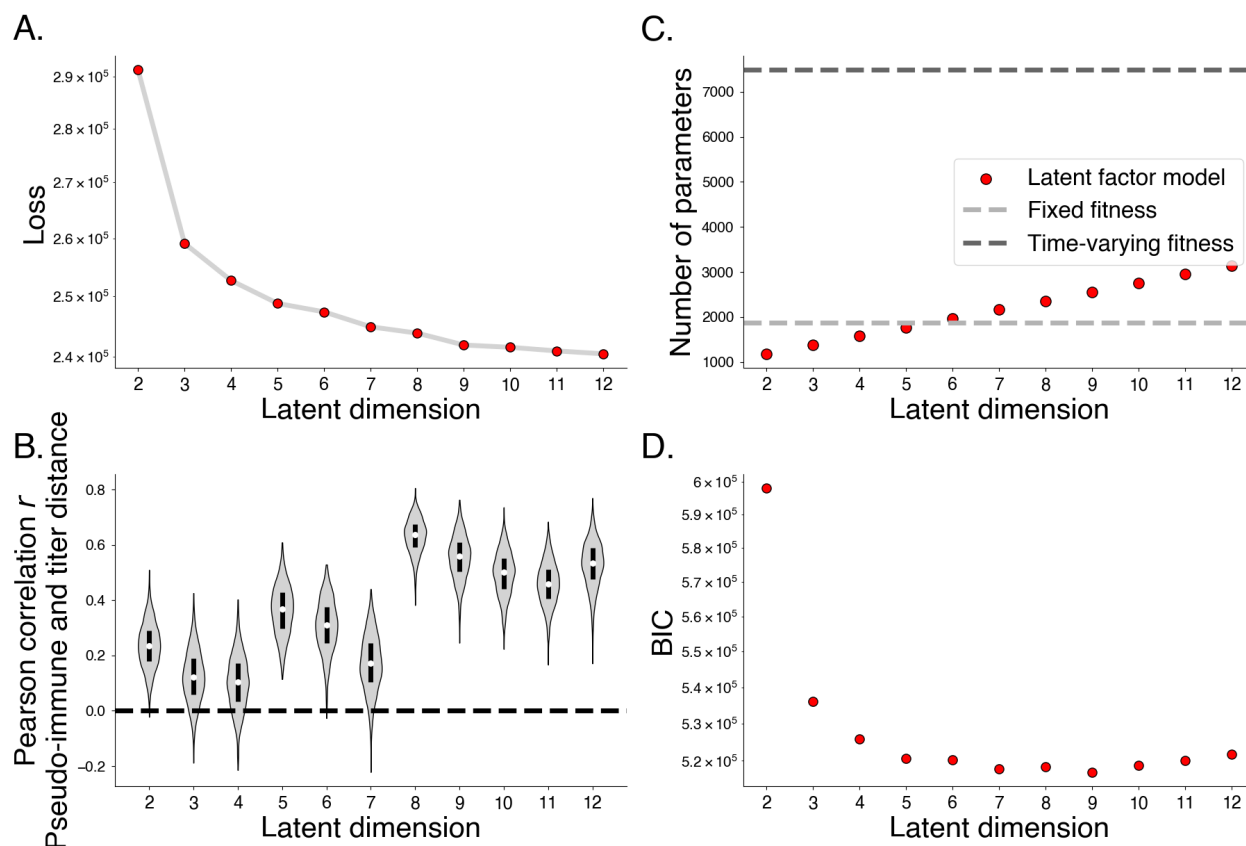 A.
2.9 × 10⁵
2.8 × 10⁵
2.7 × 10⁵
2.6 × 10⁵
2.5 × 10⁵
2.4 × 10⁵
Loss
2 3 4 5 6 7 8 9 10 11 12
Latent dimension
C.
7000
6000
5000
4000
3000
2000
1000
Number of parameters
Latent factor model
Fixed fitness
Time-varying fitness
2 3 4 5 6 7 8 9 10 11 12
Latent dimension
B.
0.8
0.6
0.4
0.2
0.0
−0.2
Pearson correlation r
Pseudo-immune and titer distance
2 3 4 5 6 7 8 9 10 11 12
Latent dimension
D.
6 × 10⁵
5.9 × 10⁵
5.8 × 10⁵
5.7 × 10⁵
5.6 × 10⁵
5.5 × 10⁵
5.4 × 10⁵
5.3 × 10⁵
5.2 × 10⁵
BIC
2 3 4 5 6 7 8 9 10 11 12
Latent dimension